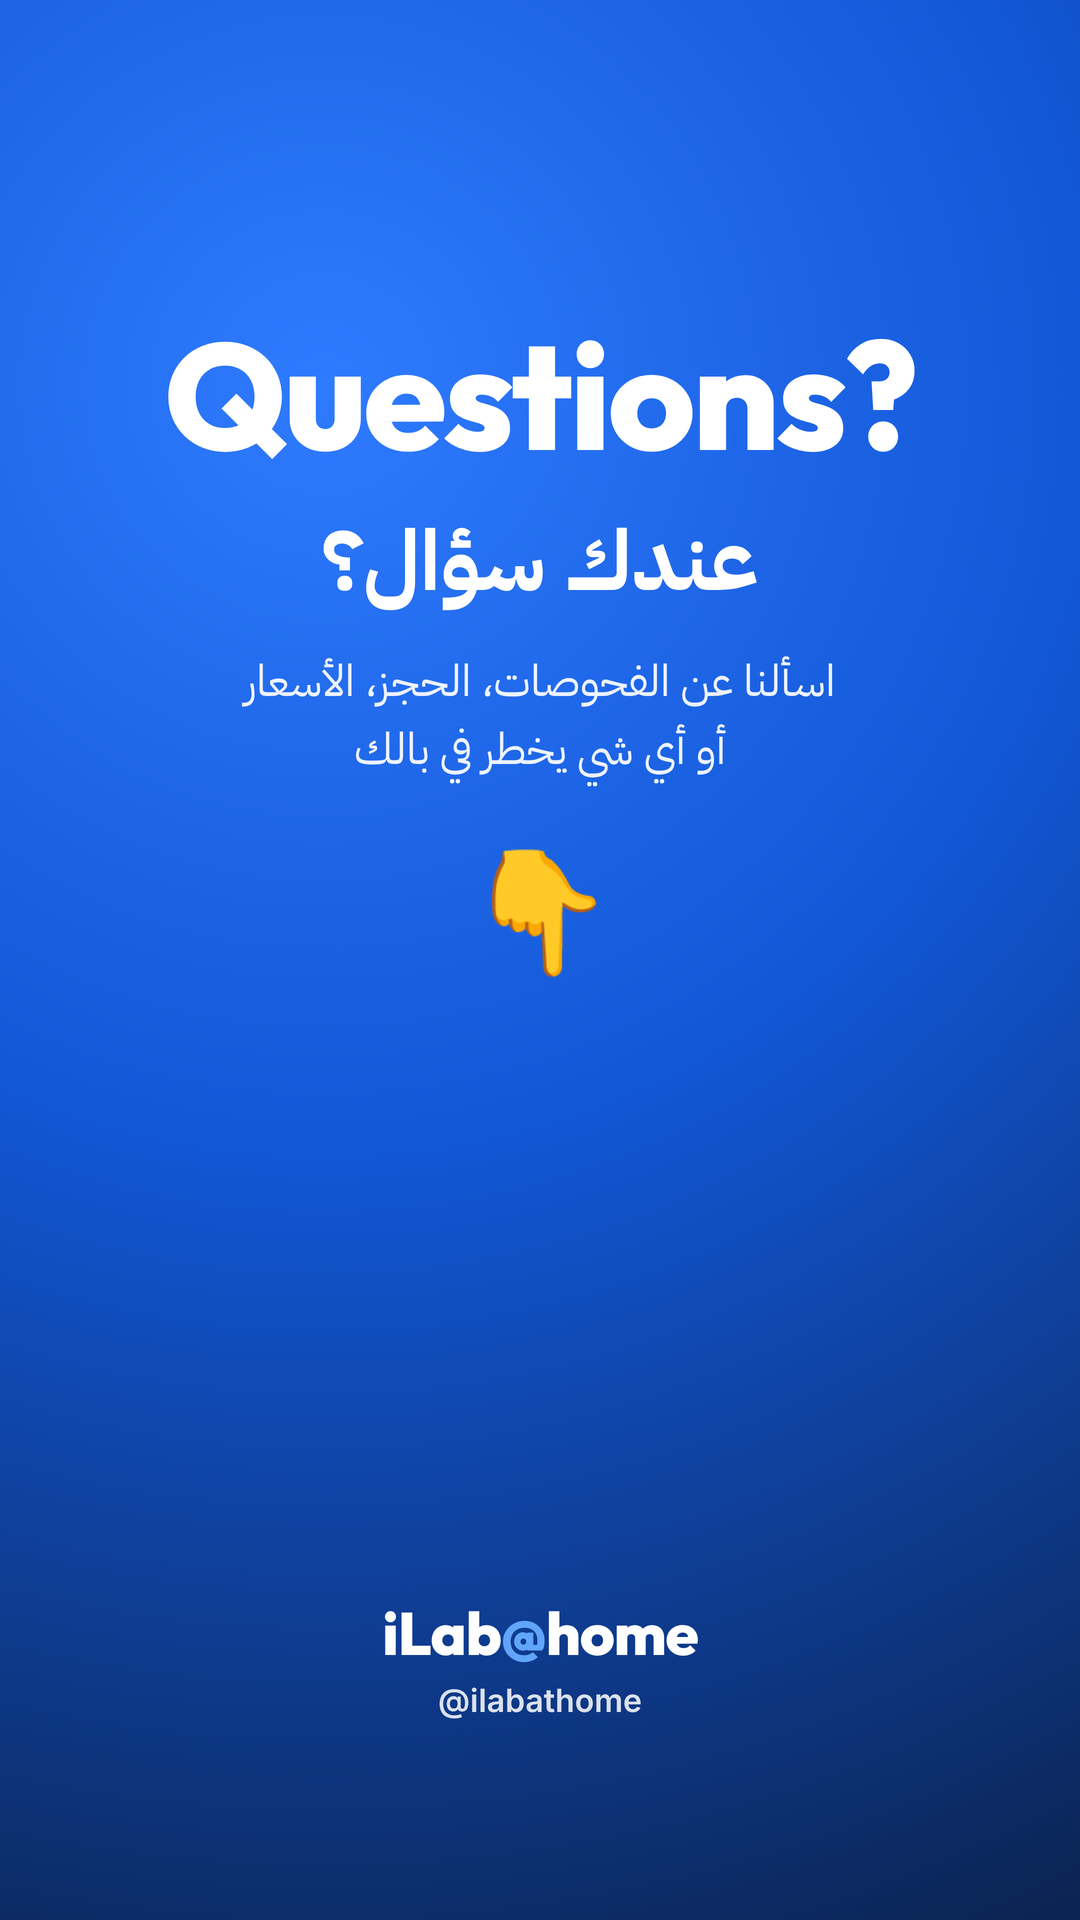 Questions?
عندك سؤال؟
اسألنا عن الفحوصات، الحجز، الأسعار
أو أي شي يخطر في بالك
iLab@home
@ilabathome